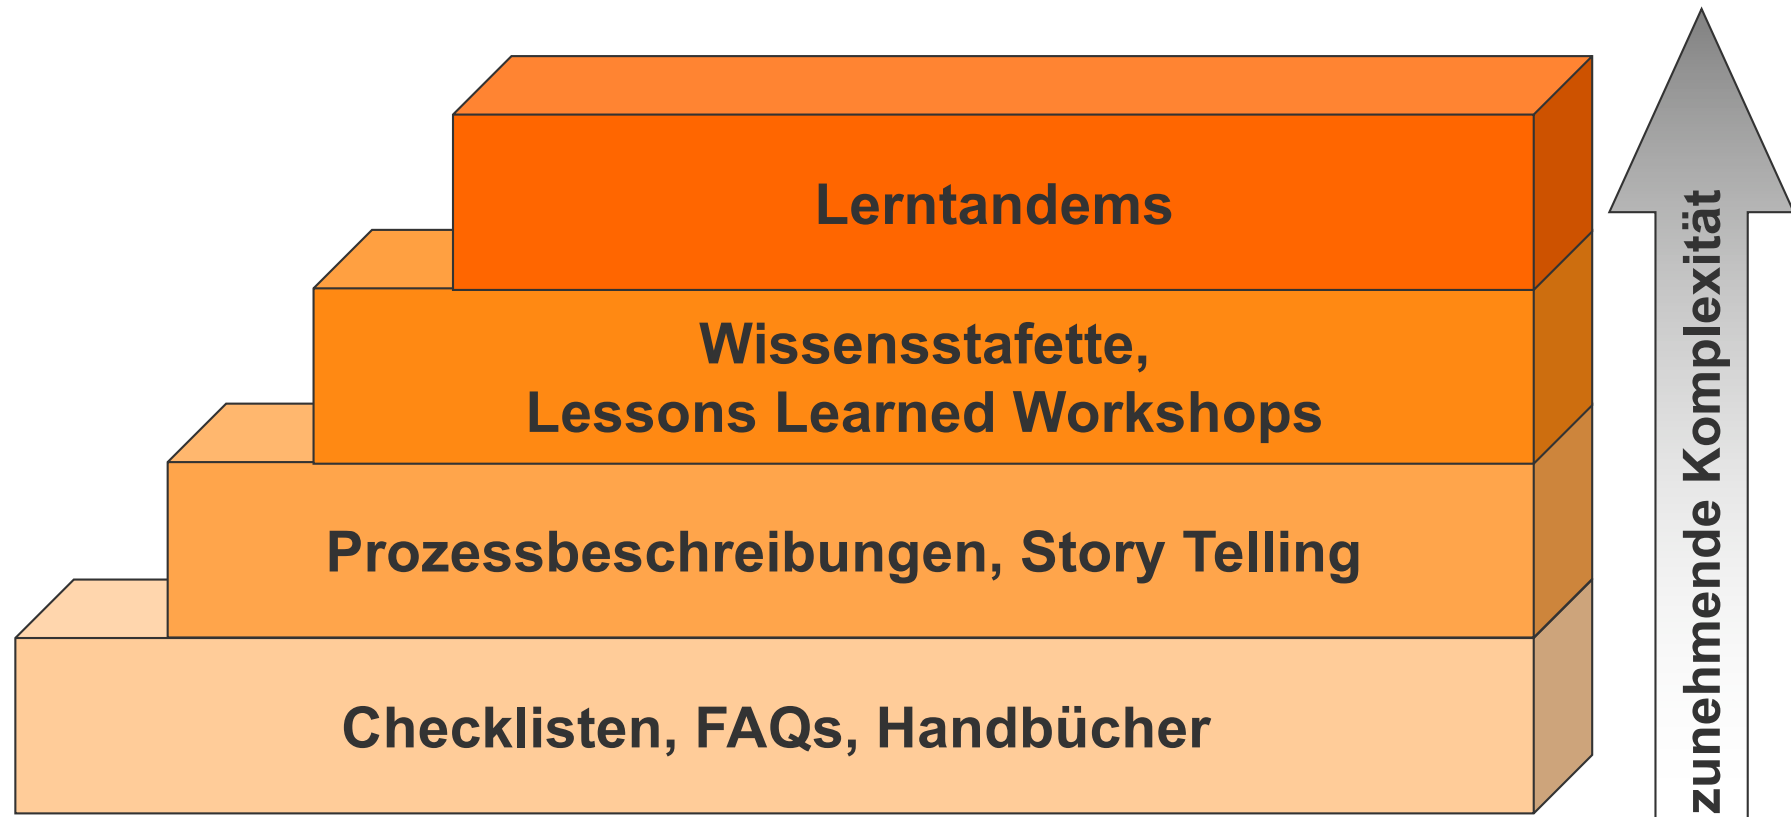 Lerntandems
Wissensstafette,
Lessons Learned Workshops
Prozessbeschreibungen, Story Telling
Checklisten, FAQs, Handbücher
zunehmende Komplexität